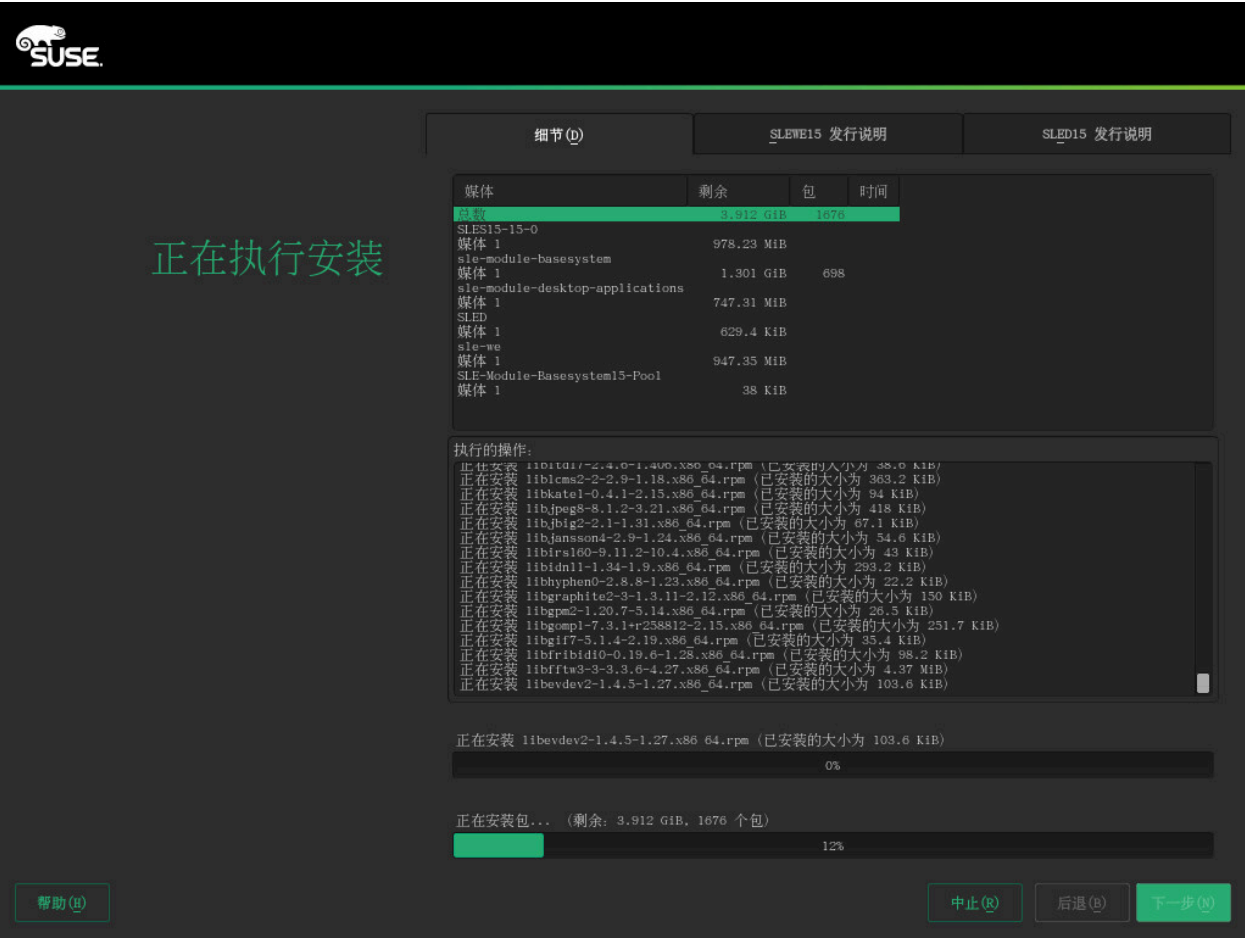 SUSE.
细节(D)
SLEWE15 发行说明
SLED15 发行说明
正在执行安装
媒体 剩余 包 时间
总数 3.912 GiB 1676
SLES15-15-0
媒体 1 978.23 MiB
sle-module-basesystem
媒体 1 1.301 GiB 698
sle-module-desktop-applications
媒体 1 747.31 MiB
SLED
媒体 1 629.4 KiB
sle-we
媒体 1 947.35 MiB
SLE-Module-Basesystem15-Pool
媒体 1 38 KiB
执行的操作:
正在安装 libltdl7-2.4.6-1.406.x86_64.rpm (已安装的大小为 38.6 KiB)
正在安装 liblcms2-2-2.9-1.18.x86_64.rpm (已安装的大小为 363.2 KiB)
正在安装 libkate1-0.4.1-2.15.x86_64.rpm (已安装的大小为 94 KiB)
正在安装 libjpeg8-8.1.2-3.21.x86_64.rpm (已安装的大小为 418 KiB)
正在安装 libjbig2-2.1-1.31.x86_64.rpm (已安装的大小为 67.1 KiB)
正在安装 libjansson4-2.9-1.24.x86_64.rpm (已安装的大小为 54.6 KiB)
正在安装 libirs160-9.11.2-10.4.x86_64.rpm (已安装的大小为 43 KiB)
正在安装 libidn11-1.34-1.9.x86_64.rpm (已安装的大小为 293.2 KiB)
正在安装 libhyphen0-2.8.8-1.23.x86_64.rpm (已安装的大小为 22.2 KiB)
正在安装 libgraphite2-3-1.3.11-2.12.x86_64.rpm (已安装的大小为 150 KiB)
正在安装 libgpm2-1.20.7-5.14.x86_64.rpm (已安装的大小为 26.5 KiB)
正在安装 libgomp1-7.3.1+r258812-2.15.x86_64.rpm (已安装的大小为 251.7 KiB)
正在安装 libgif7-5.1.4-2.19.x86_64.rpm (已安装的大小为 35.4 KiB)
正在安装 libfribidi0-0.19.6-1.28.x86_64.rpm (已安装的大小为 98.2 KiB)
正在安装 libfftw3-3-3.3.6-4.27.x86_64.rpm (已安装的大小为 4.37 MiB)
正在安装 libevdev2-1.4.5-1.27.x86_64.rpm (已安装的大小为 103.6 KiB)
正在安装 libevdev2-1.4.5-1.27.x86_64.rpm (已安装的大小为 103.6 KiB)
0%
正在安装包... (剩余: 3.912 GiB, 1676 个包)
12%
帮助(H)
中止(R)
后退(B)
下一步(N)